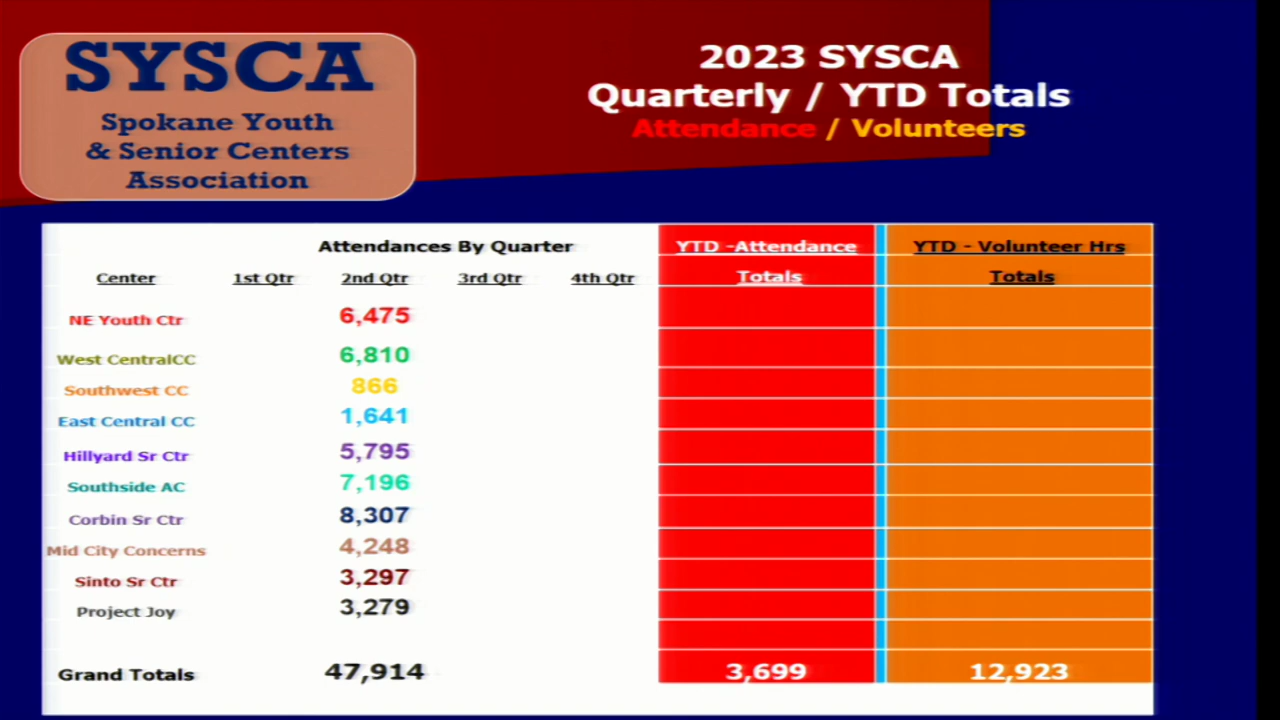 SYSCA
Spokane Youth
& Senior Centers
Association
2023 SYSCA
Quarterly / YTD Totals
Attendance / Volunteers
Attendances By Quarter YTD -Attendance YTD - Volunteer Hrs
Center 1st Qtr 2nd Qtr 3rd Qtr 4th Qtr Totals Totals
NE Youth Ctr 6,475
West CentralCC 6,810
Southwest CC 866
East Central CC 1,641
Hillyard Sr Ctr 5,795
Southside AC 7,196
Corbin Sr Ctr 8,307
Mid City Concerns 4,248
Sinto Sr Ctr 3,297
Project Joy 3,279
Grand Totals 47,914 3,699 12,923